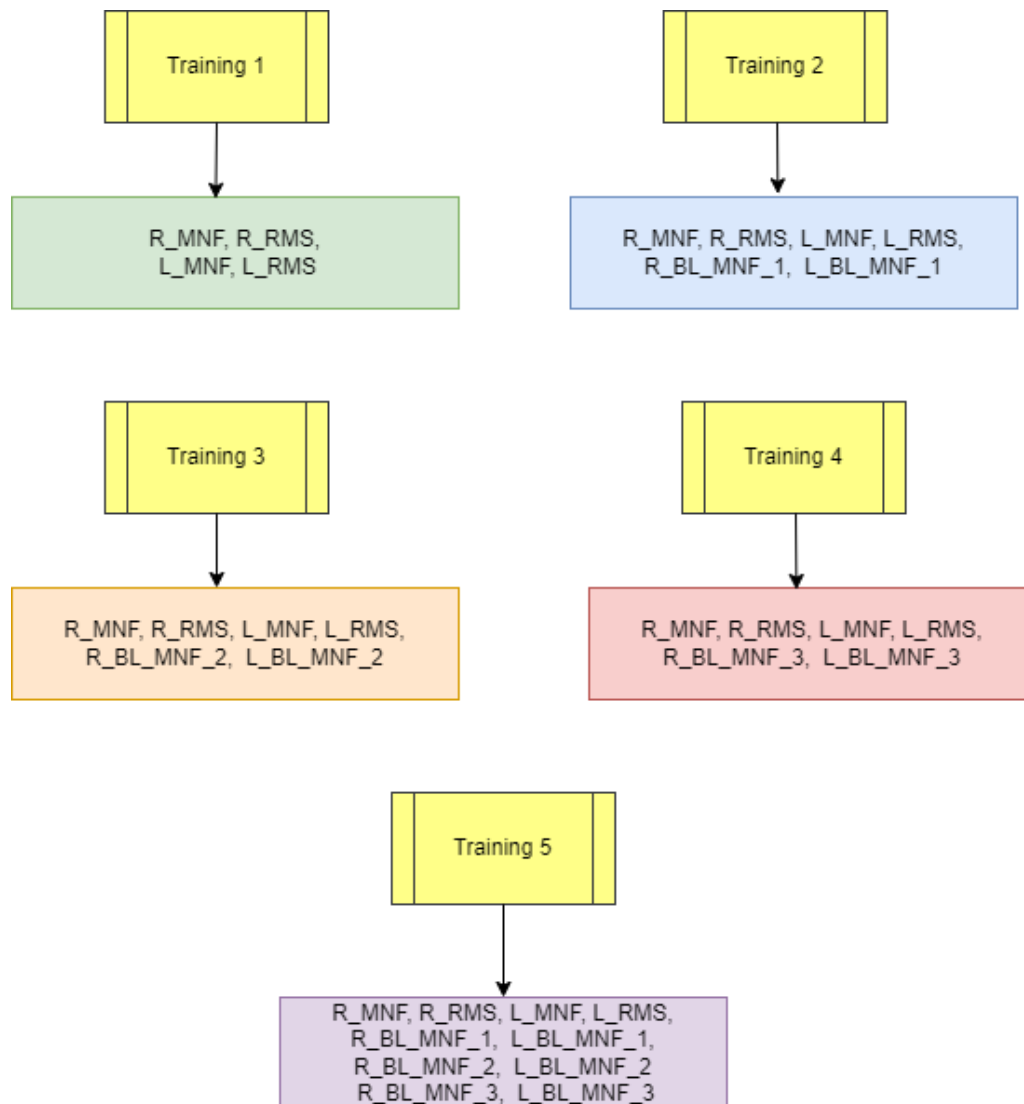 Training 1
Training 2
R_MNF, R_RMS,
L_MNF, L_RMS
R_MNF, R_RMS, L_MNF, L_RMS,
R_BL_MNF_1,  L_BL_MNF_1
Training 3
Training 4
R_MNF, R_RMS, L_MNF, L_RMS,
R_BL_MNF_2,  L_BL_MNF_2
R_MNF, R_RMS, L_MNF, L_RMS,
R_BL_MNF_3,  L_BL_MNF_3
Training 5
R_MNF, R_RMS, L_MNF, L_RMS,
R_BL_MNF_1,  L_BL_MNF_1,
R_BL_MNF_2,  L_BL_MNF_2
R_BL_MNF_3,  L_BL_MNF_3